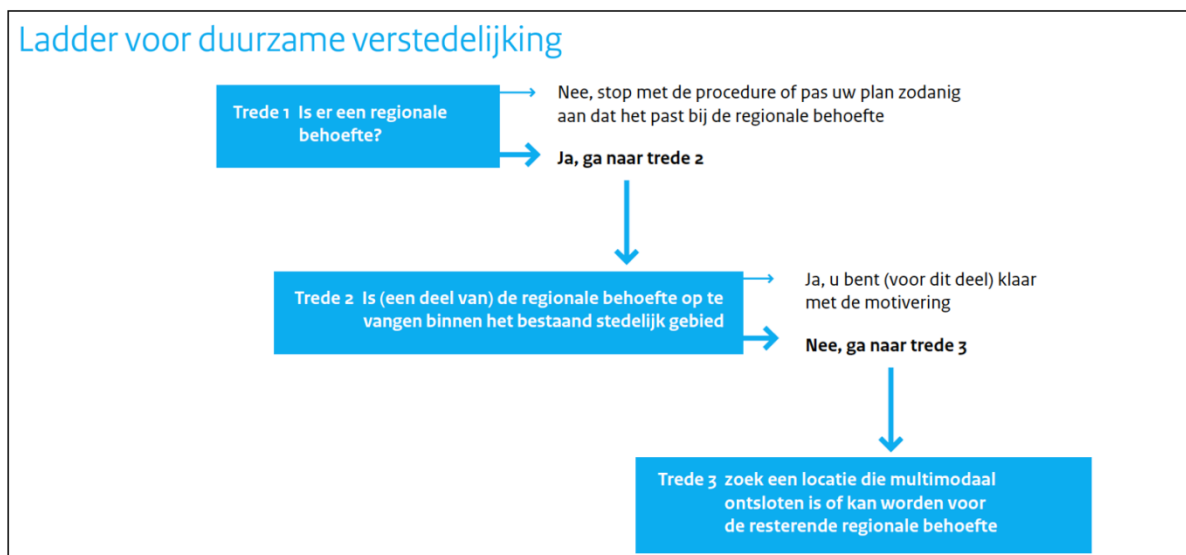 Ladder voor duurzame verstedelijking
Trede 1 Is er een regionale
behoefte?
Nee, stop met de procedure of pas uw plan zodanig
aan dat het past bij de regionale behoefte
Ja, ga naar trede 2
Trede 2 Is (een deel van) de regionale behoefte op te
vangen binnen het bestaand stedelijk gebied
Ja, u bent (voor dit deel) klaar
met de motivering
Nee, ga naar trede 3
Trede 3 zoek een locatie die multimodaal
ontsloten is of kan worden voor
de resterende regionale behoefte